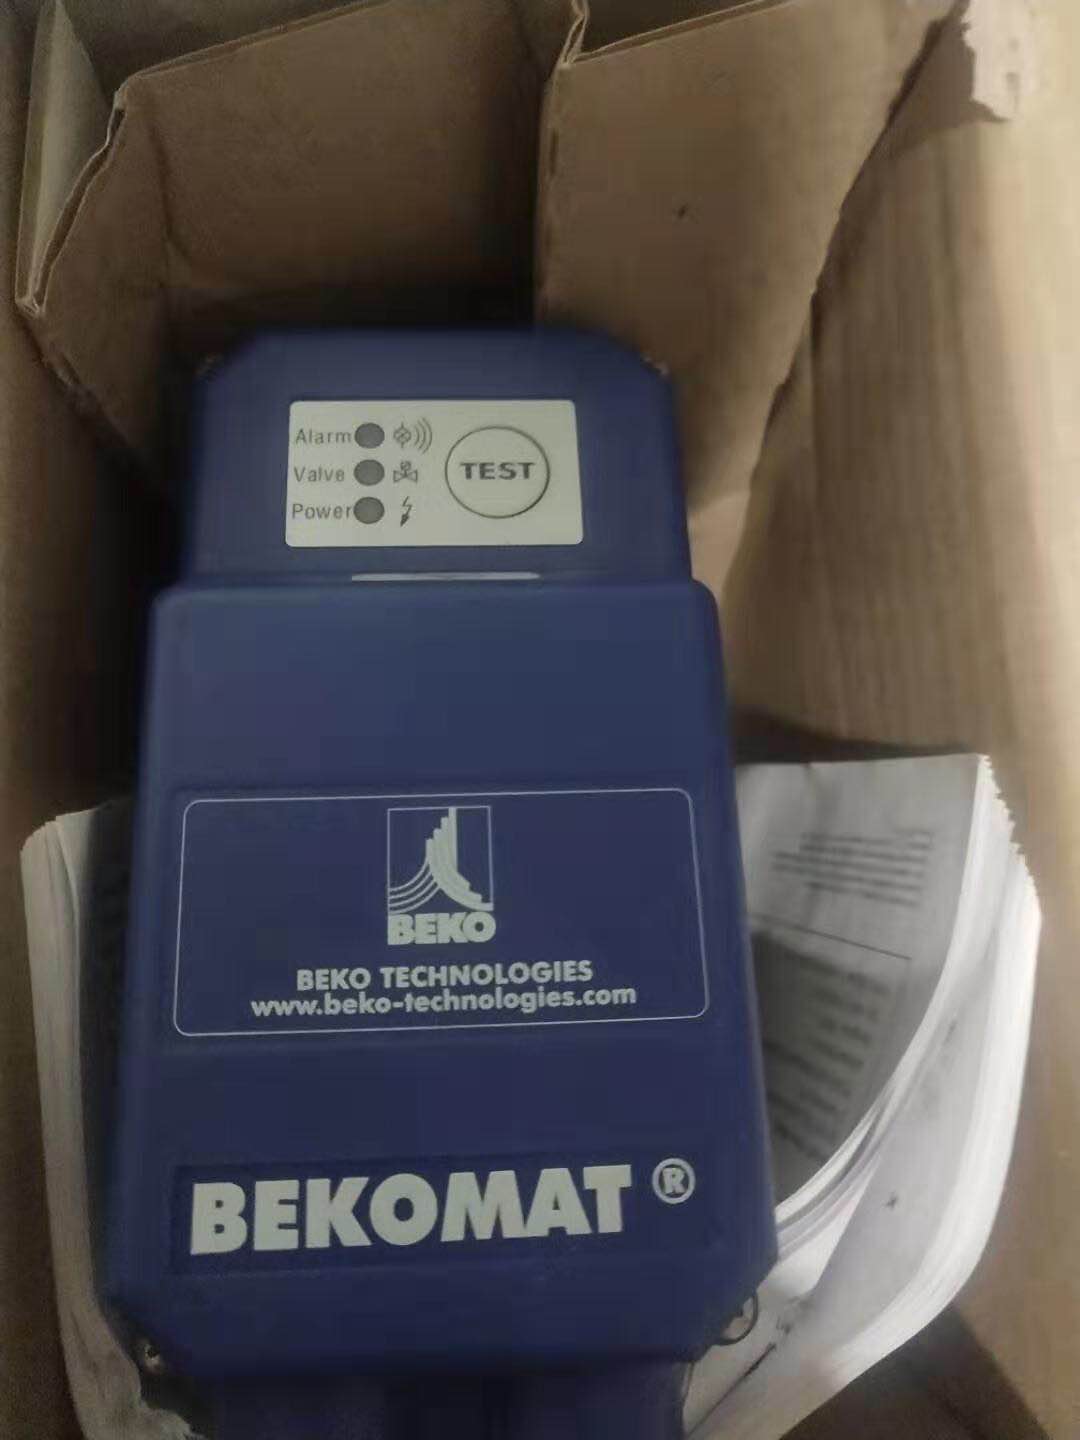 Alarm
Valve
Power
TEST
BEKO
BEKO TECHNOLOGIES
www.beko-technologies.com
BEKOMAT ®